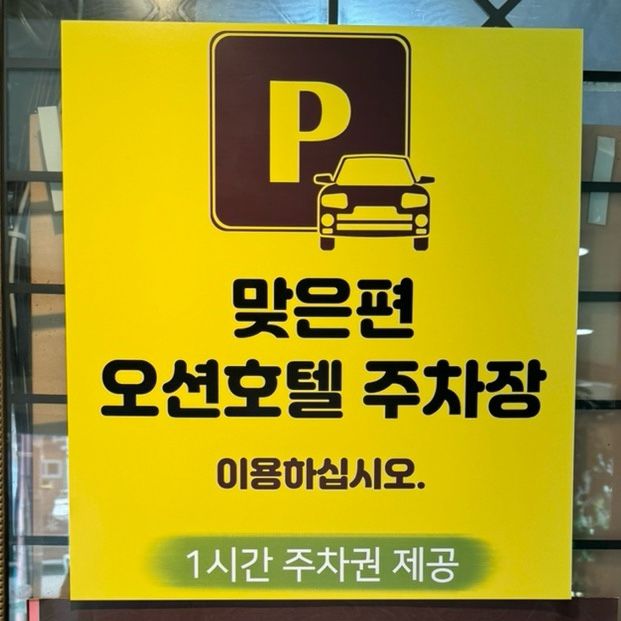 P
맞은편
오션호텔 주차장
이용하십시오.
1시간 주차권 제공